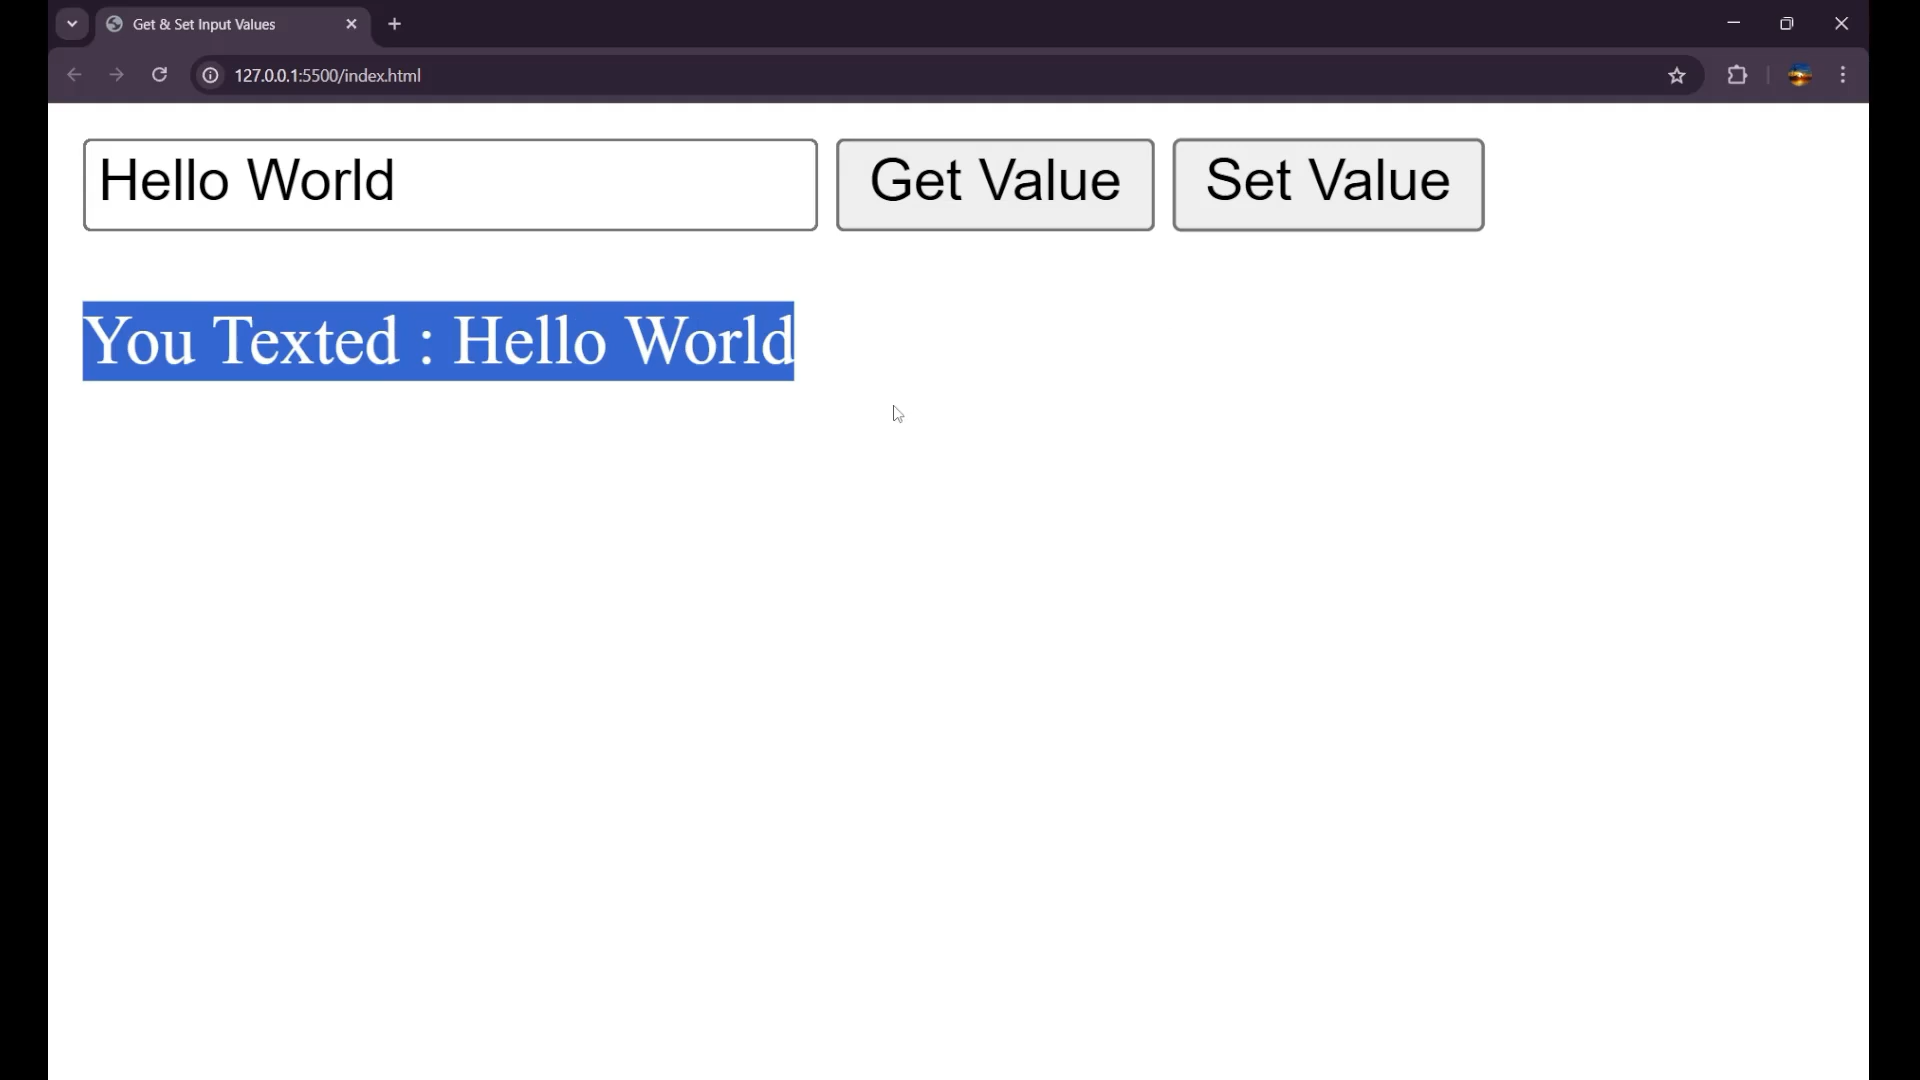 Get & Set Input Values
127.0.0.1:5500/index.html
Hello World
Get Value
Set Value
You Texted : Hello World